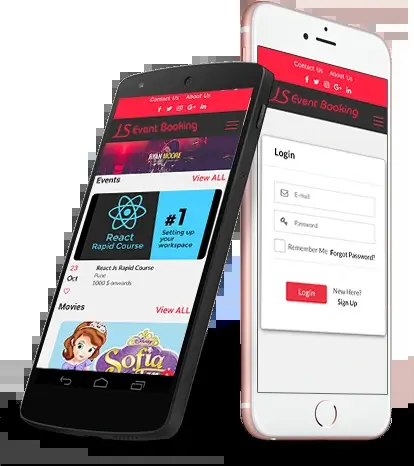 Contact Us About Us
JS Event Booking
RYAN MOORE
Events View ALL
React
Rapid Course
#1
Setting up
your
workspace
23
Oct
React Js Rapid Course
Pune
1000 $ onwards
Movies View ALL
Disney
Sofia
Contact Us About Us
JS Event Booking
Login
E-mail
Password
Remember Me Forgot Password?
Login
New Here?
Sign Up